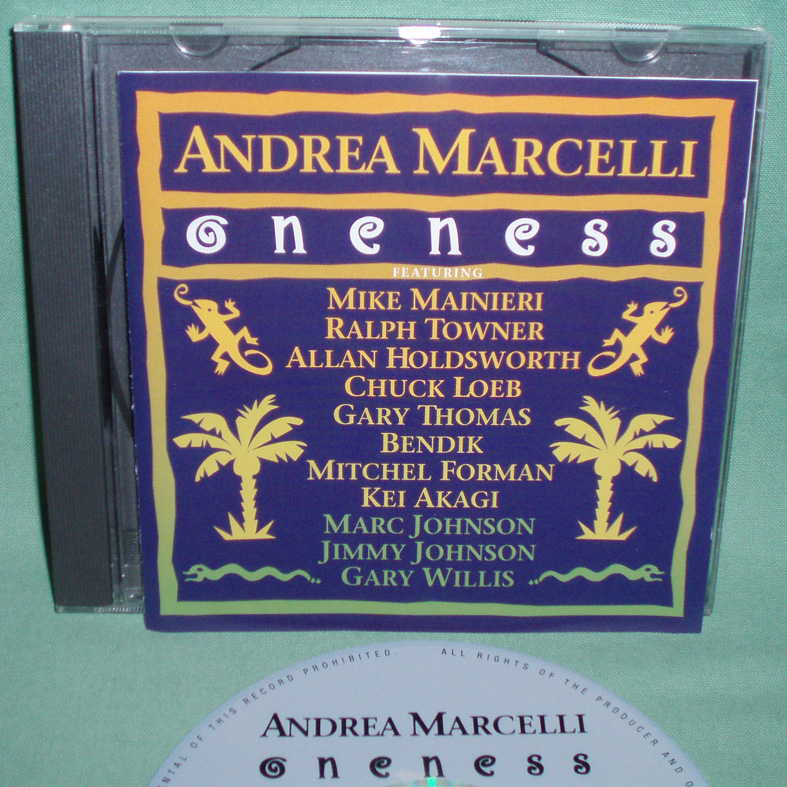 ANDREA MARCELLI
oneness
FEATURING
MIKE MAINIERI
RALPH TOWNER
ALLAN HOLDSWORTH
CHUCK LOEB
GARY THOMAS
BENDIK
MITCHEL FORMAN
KEI AKAGI
MARC JOHNSON
JIMMY JOHNSON
GARY WILLIS
OF THIS RECORD PROHIBITED. ALL RIGHTS OF THE PRODUCER AND
ANDREA MARCELLI
oneness